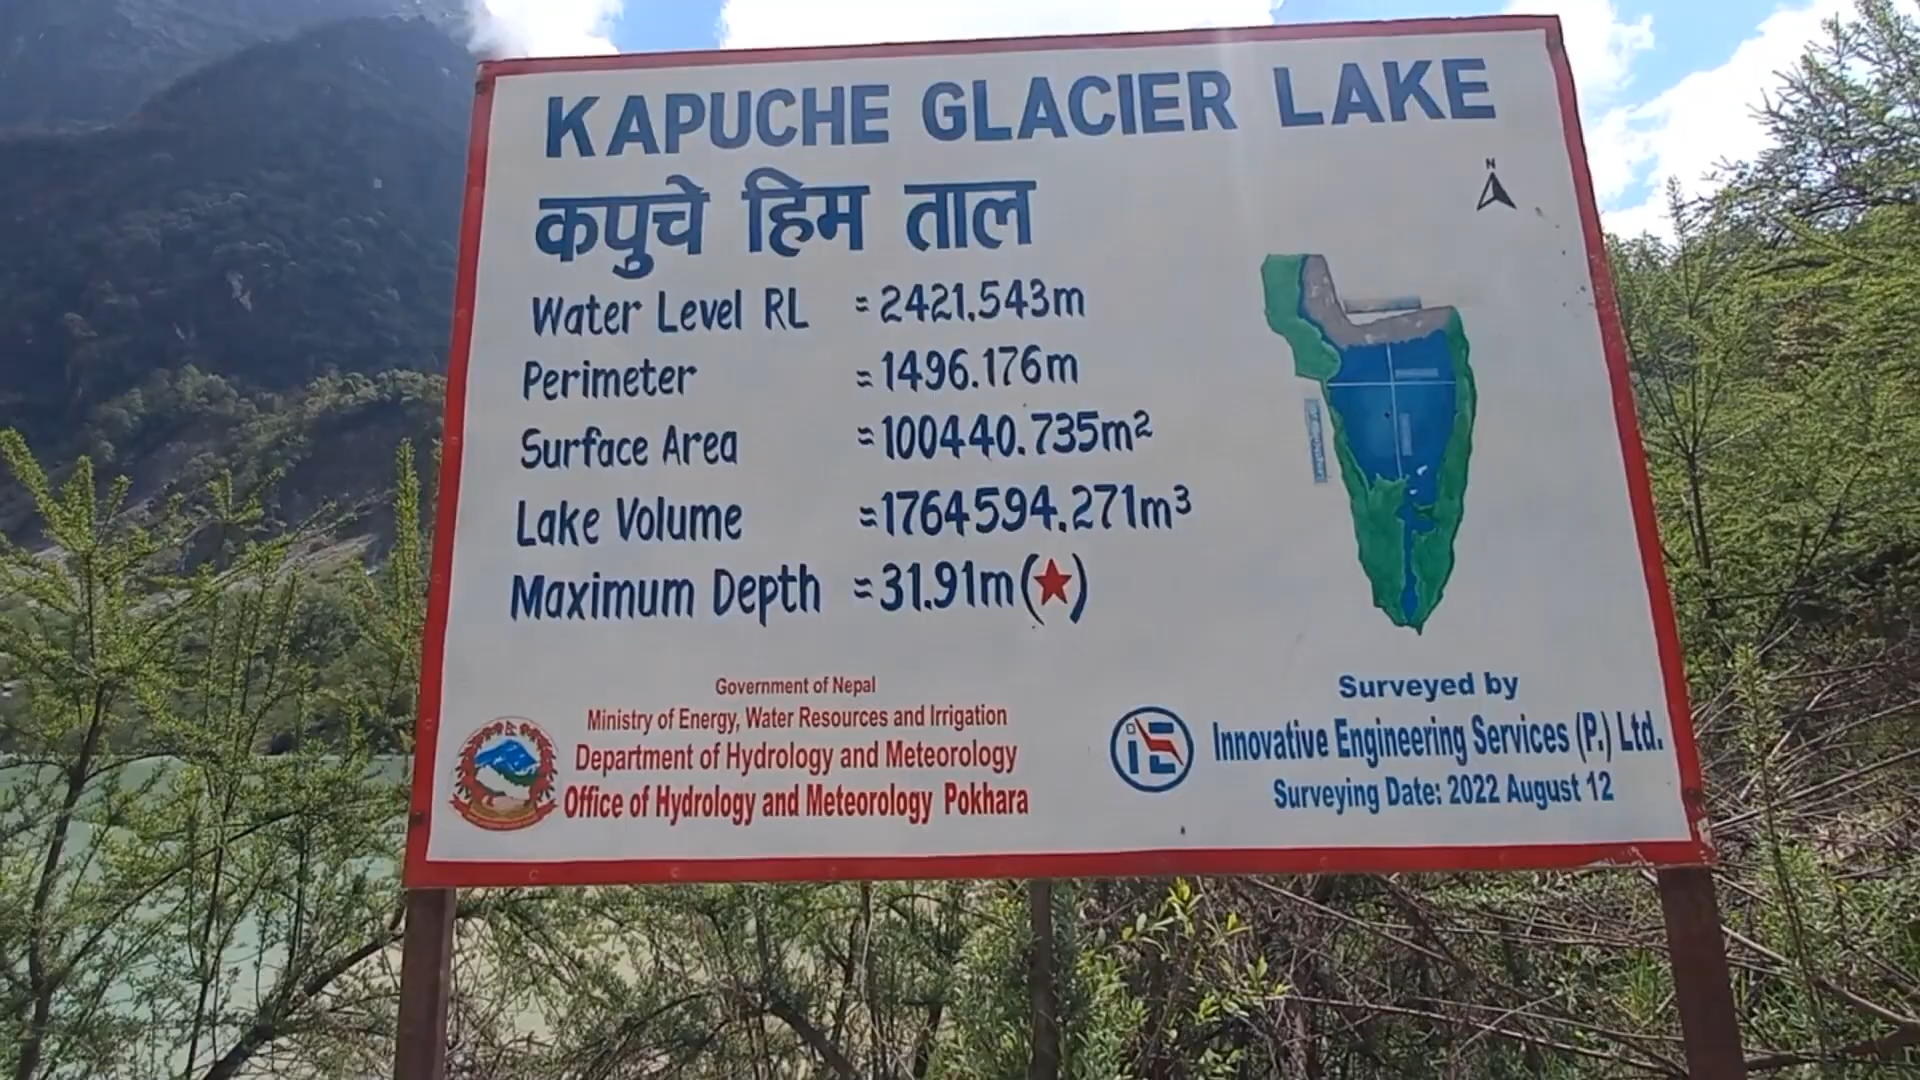 KAPUCHE GLACIER LAKE
कपुचे हिम ताल
N
Water Level RL = 2421.543m
Perimeter = 1496.176m
Surface Area = 100440.735m²
Lake Volume = 1764594.271m³
Maximum Depth = 31.91m(★)
Government of Nepal
Ministry of Energy, Water Resources and Irrigation
Department of Hydrology and Meteorology
Office of Hydrology and Meteorology Pokhara
Surveyed by
Innovative Engineering Services (P.) Ltd.
Surveying Date: 2022 August 12